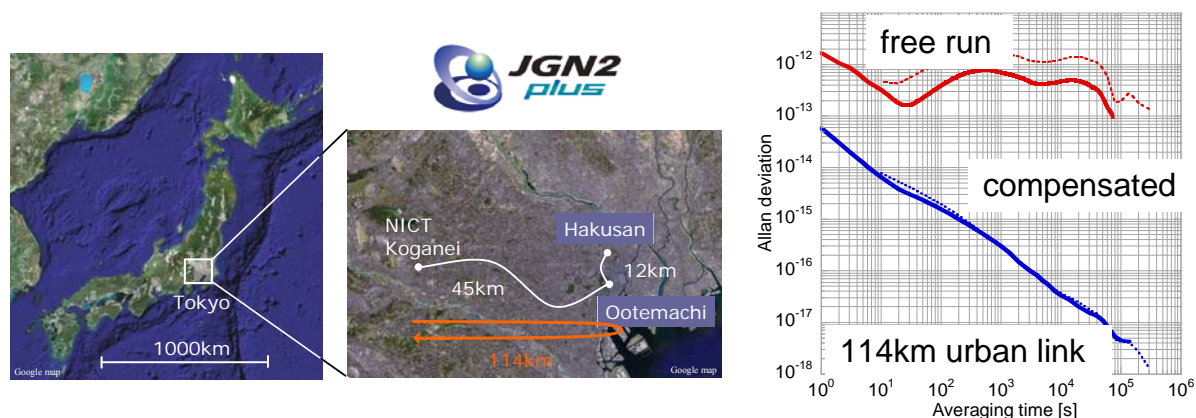 Tokyo
1000km
Google map
JGN2
plus
NICT
Koganei
Hakusan
12km
45km
Ootemachi
114km
Google map
free run
compensated
114km urban link
Allan deviation
10-12
10-13
10-14
10-15
10-16
10-17
10-18
100 101 102 103 104 105 106
Averaging time [s]